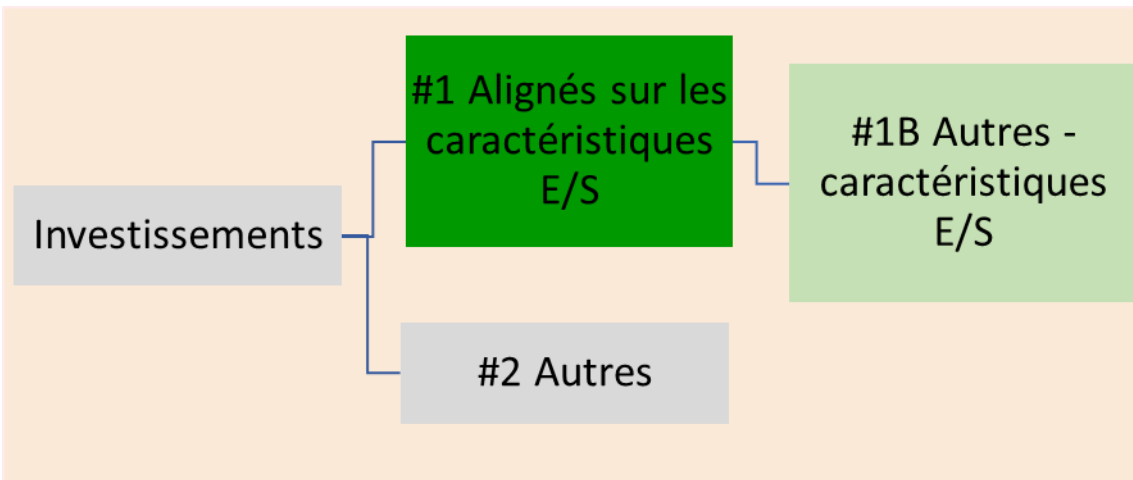 Investissements
#1 Alignés sur les
caractéristiques
E/S
#2 Autres
#1B Autres -
caractéristiques
E/S